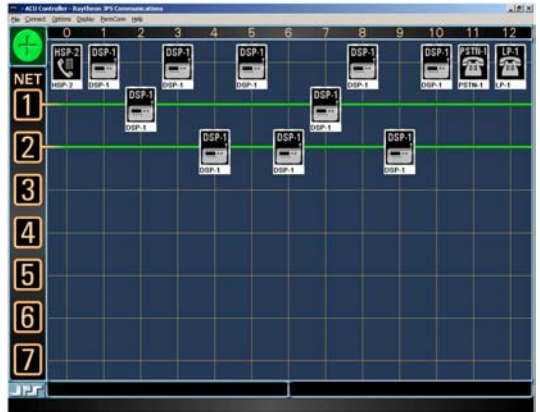 ACU Controller - Raytheon JPS Communications
File Connect Options Display PermConn Help
0 1 2 3 4 5 6 7 8 9 10 11 12
HSP-2 DSP-1 DSP-1 DSP-1 DSP-1 DSP-1 PSTN-1 LP-1
HSP-2 DSP-1 DSP-1 DSP-1 DSP-1 DSP-1 PSTN-1 LP-1
NET
1
DSP-1 DSP-1
DSP-1 DSP-1
2
DSP-1 DSP-1 DSP-1
DSP-1 DSP-1 DSP-1
3
4
5
6
7
JPS